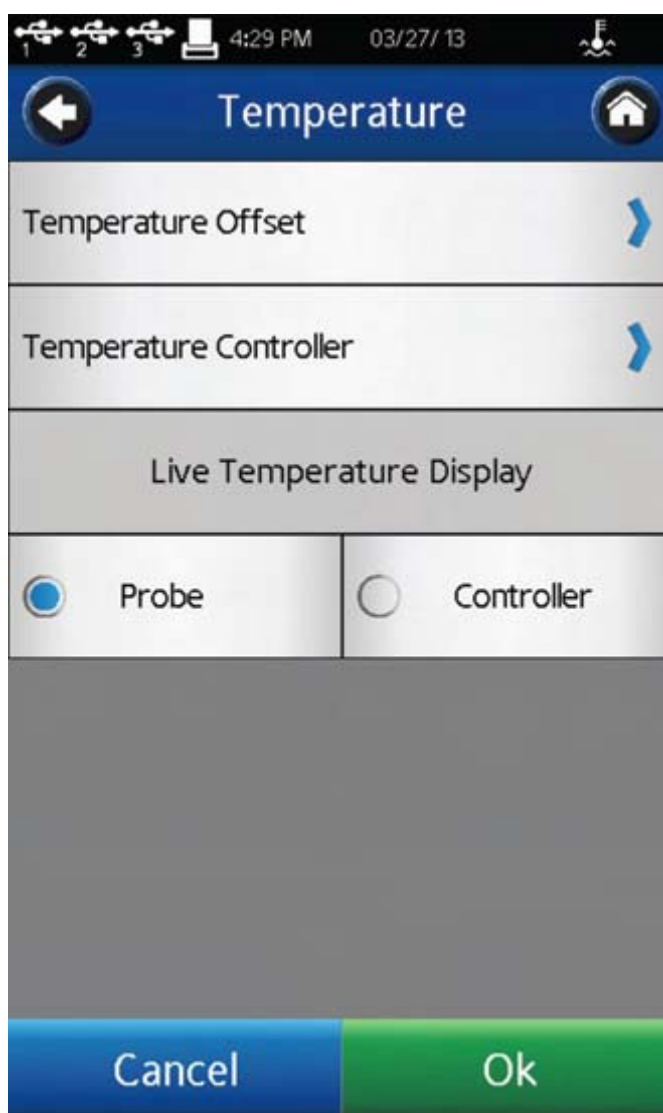 1 2 3 4:29 PM 03/27/13
Temperature
Temperature Offset
Temperature Controller
Live Temperature Display
Probe Controller
Cancel Ok